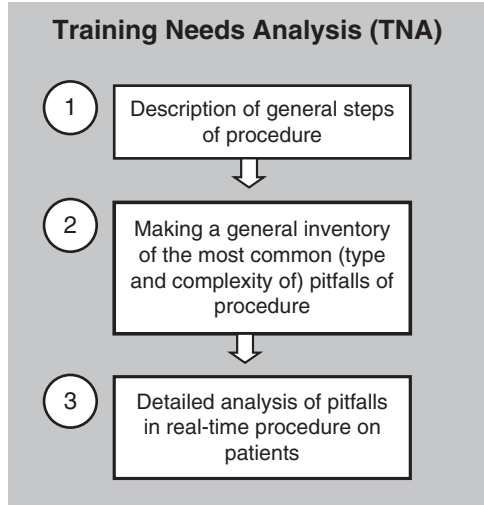 Training Needs Analysis (TNA)
1
Description of general steps
of procedure
2
Making a general inventory
of the most common (type
and complexity of) pitfalls of
procedure
3
Detailed analysis of pitfalls
in real-time procedure on
patients